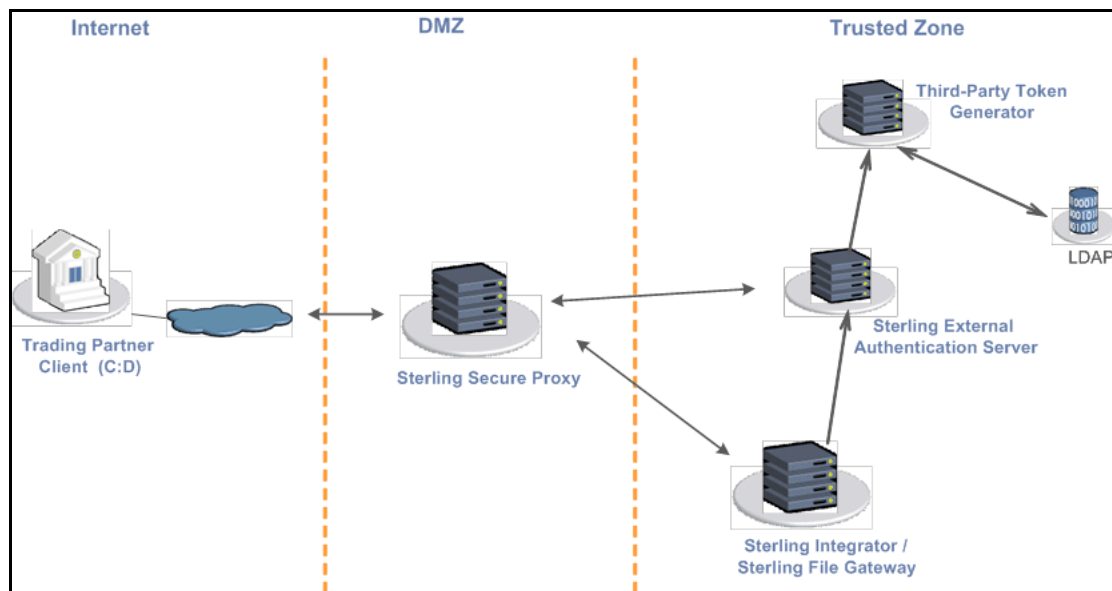 Internet
DMZ
Trusted Zone
Third-Party Token
Generator
LDAP
Trading Partner
Client (C:D)
Sterling Secure Proxy
Sterling External
Authentication Server
Sterling Integrator /
Sterling File Gateway